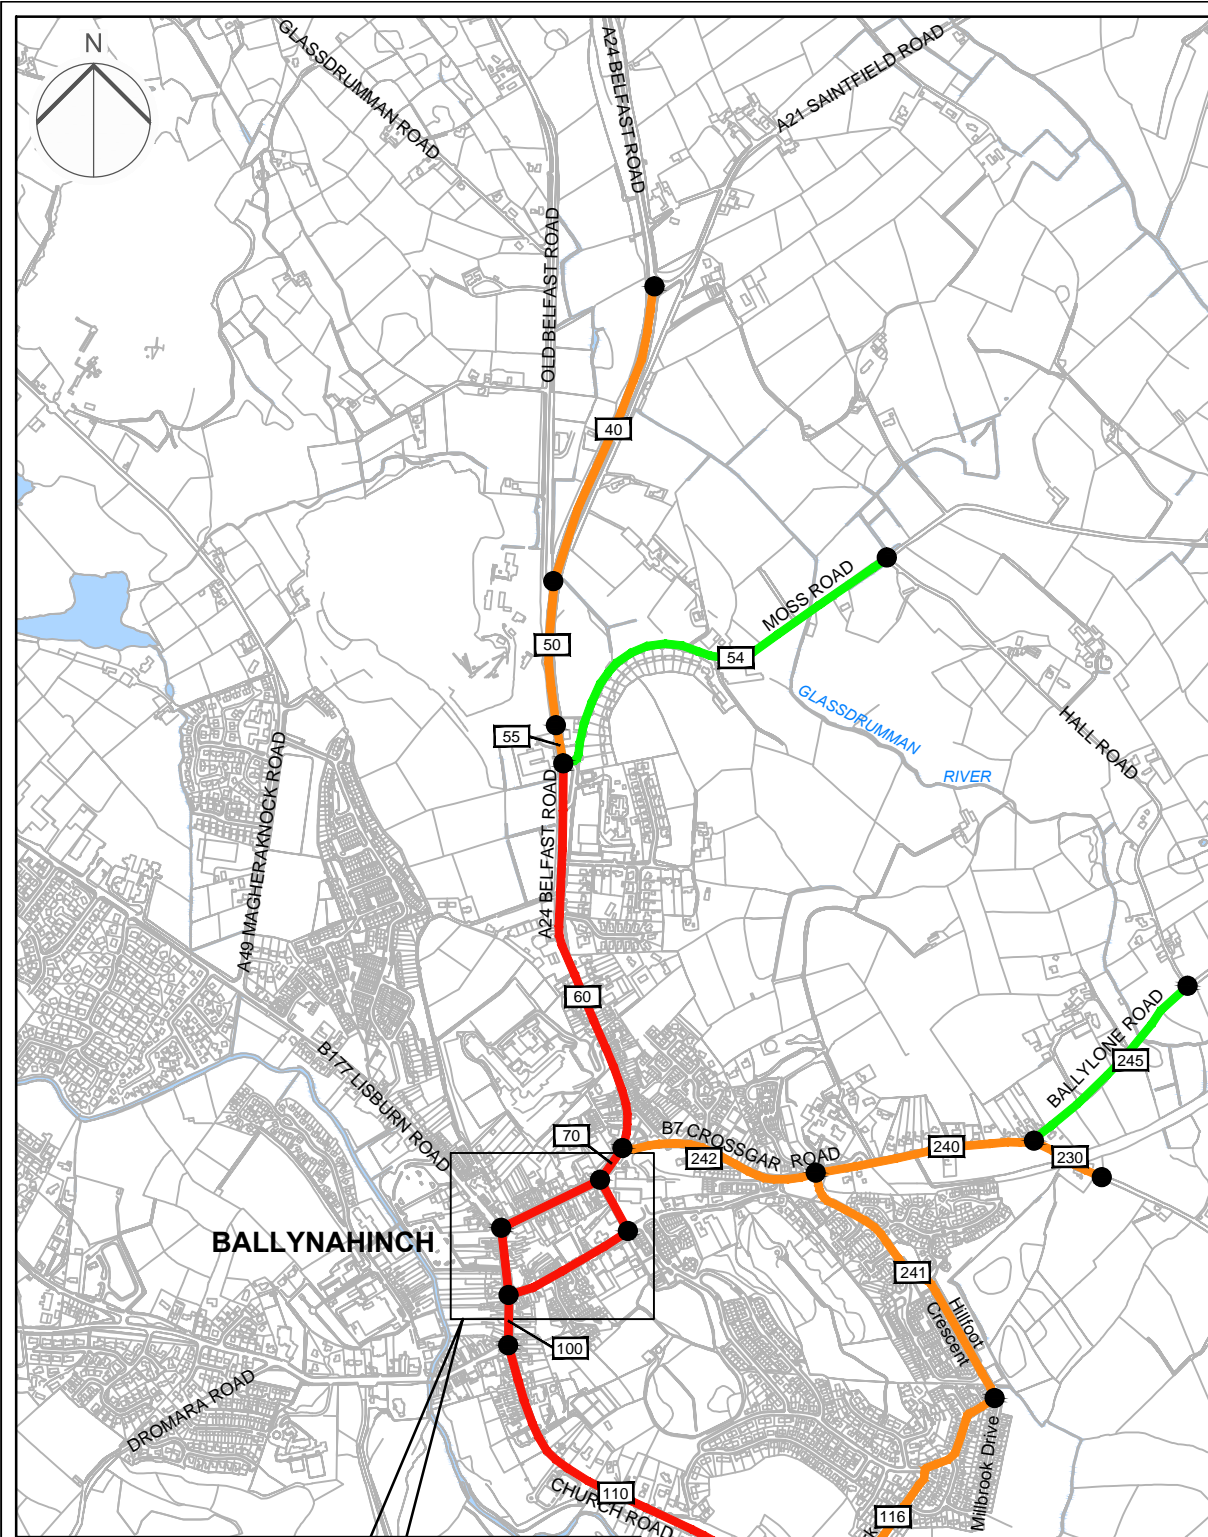 N
GLASSDRUMMAN ROAD
A24 BELFAST ROAD
A21 SAINTFIELD ROAD
OLD BELFAST ROAD
40
MOSS ROAD
50
54
GLASSDRUMMAN
RIVER
HALL ROAD
55
A49 MAGHERAKNOCK ROAD
A24 BELFAST ROAD
60
BALLYLONE ROAD
245
B177 LISBURN ROAD
70
B7 CROSSGAR ROAD
242
240
230
BALLYNAHINCH
241
Hillfoot
Crescent
100
DROMARA ROAD
Millbrook Drive
110
CHURCH ROAD
116